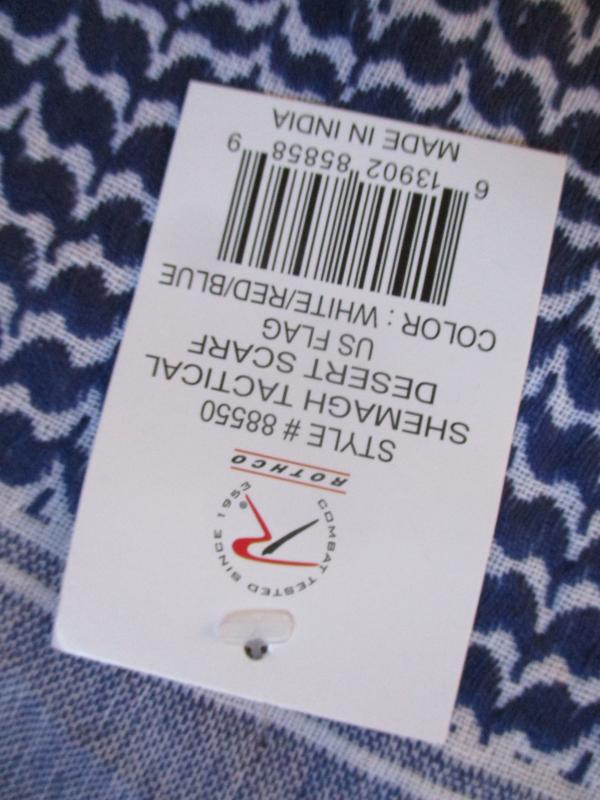 COMBAT TESTED SINCE 1953
®
ROTHCO
STYLE # 88550
SHEMAGH TACTICAL
DESERT SCARF
US FLAG
COLOR : WHITE/RED/BLUE
6 13902 85858 9
MADE IN INDIA